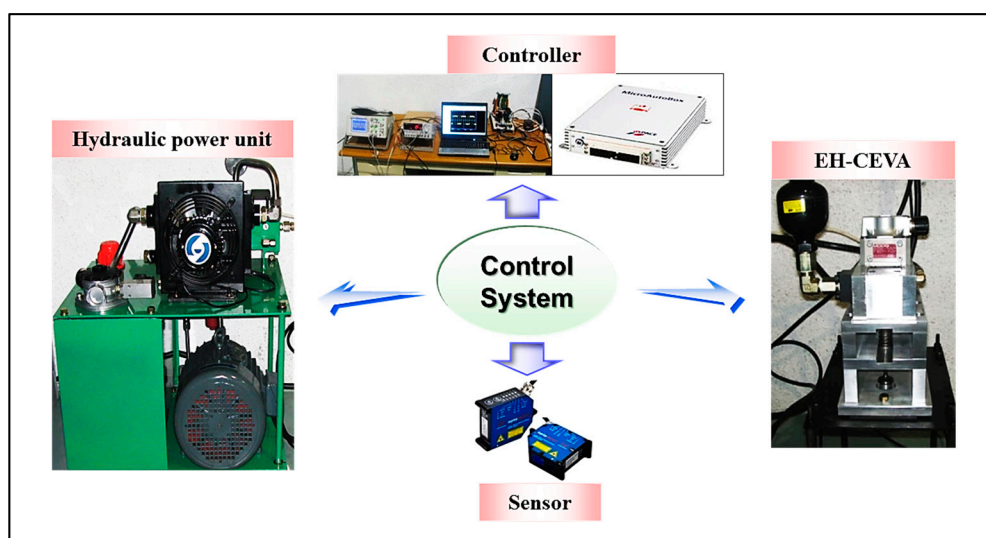 Controller
MicroAutoBox
Hydraulic power unit
EH-CEVA
Control
System
Sensor